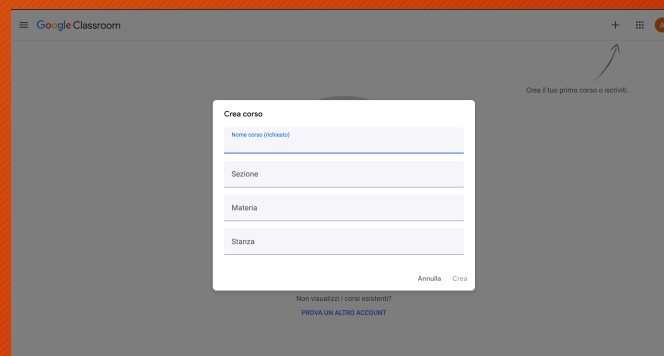 Google Classroom
Crea il tuo primo corso o iscriviti.
Crea corso
Nome corso (richiesto)
Sezione
Materia
Stanza
Annulla Crea
Non visualizzi i corsi esistenti?
PROVA UN ALTRO ACCOUNT